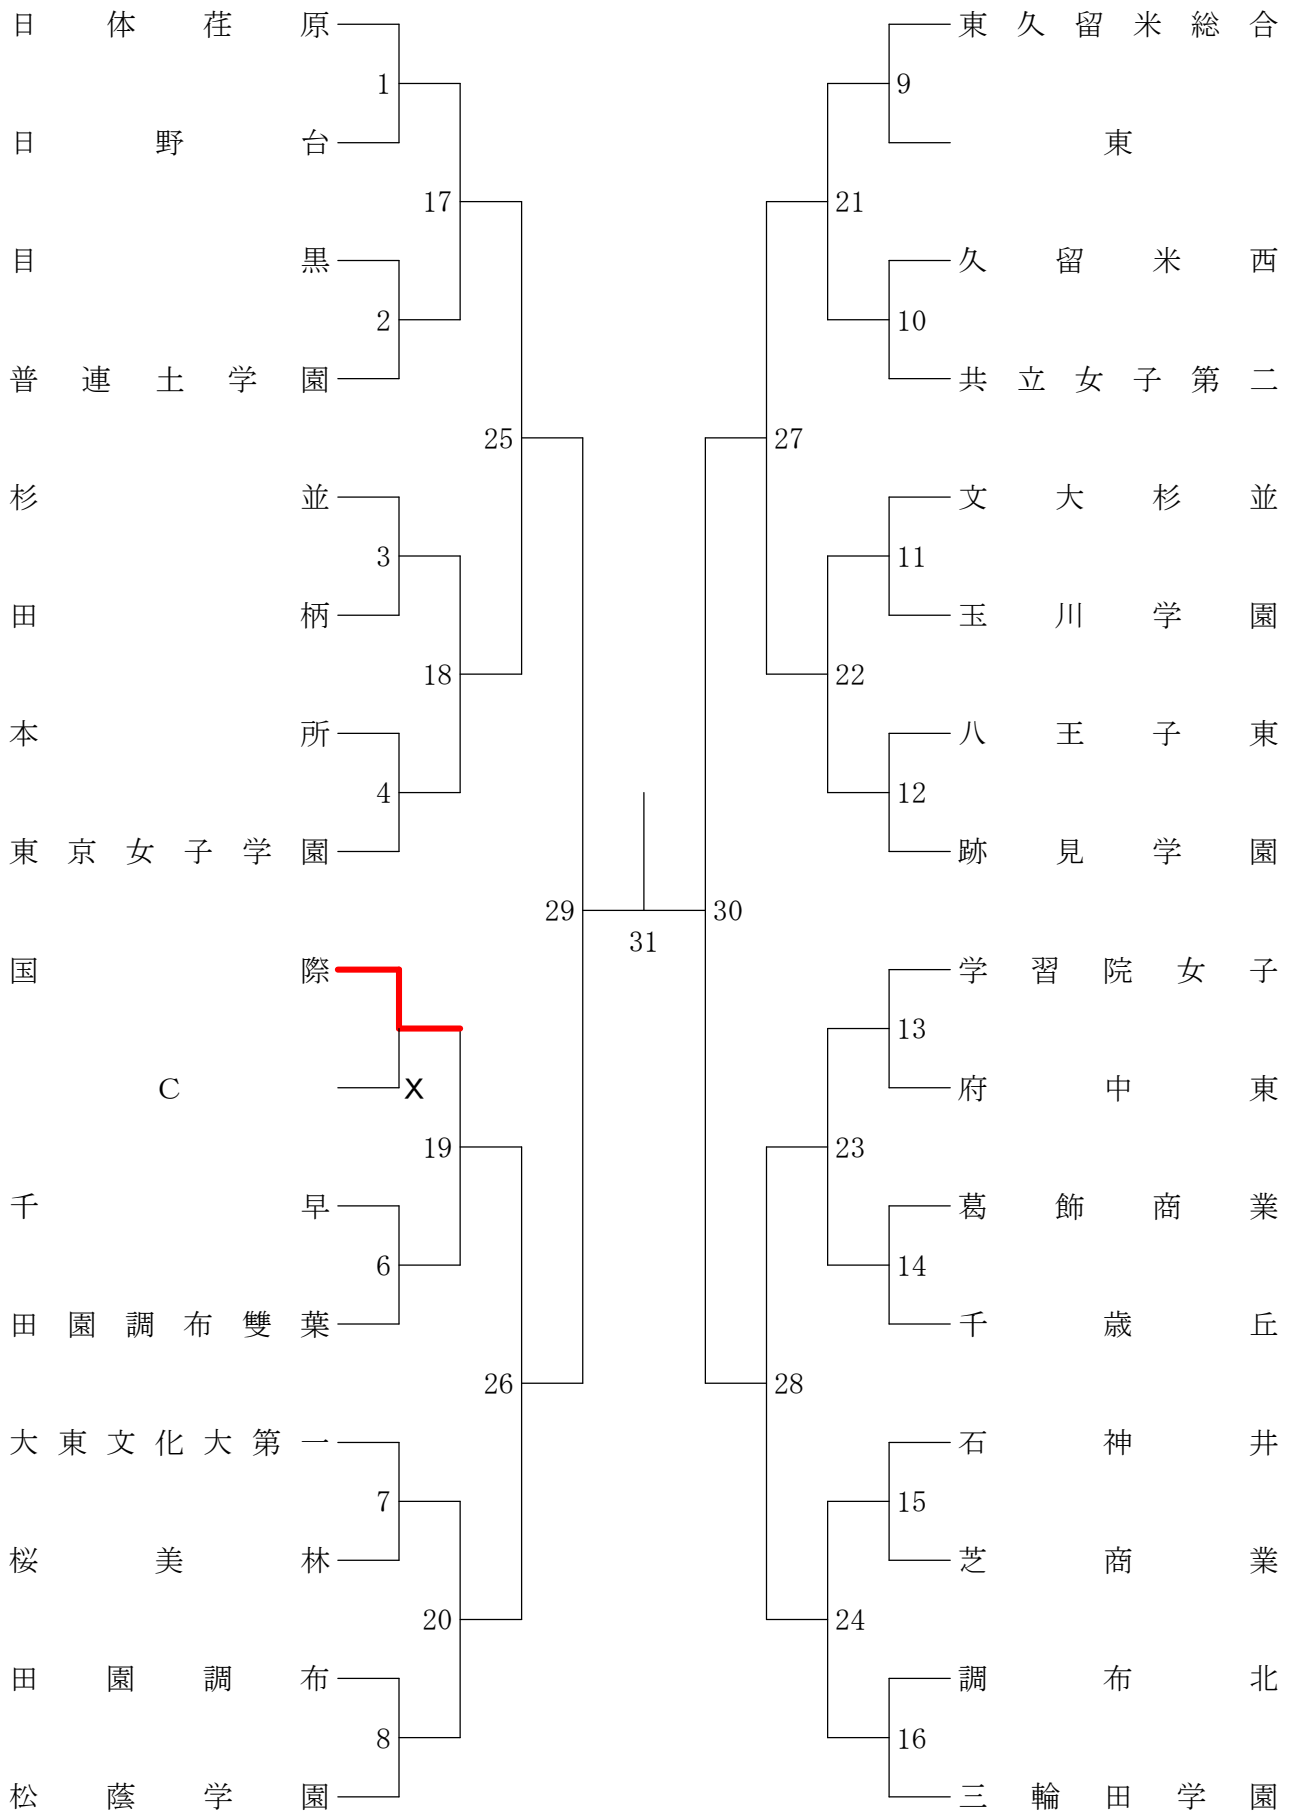 日体荏原
東久留米総合
1
9
日野台
東
17
21
目黒
久留米西
2
10
普連土学園
共立女子第二
25
27
杉並
文大杉並
3
11
田柄
玉川学園
18
22
本所
八王子東
4
12
東京女子学園
跡見学園
29
30
31
国際
学習院女子
13
C
X
府中東
19
23
千早
葛飾商業
6
14
田園調布雙葉
千歳丘
26
28
大東文化大第一
石神井
7
15
桜美林
芝商業
20
24
田園調布
調布北
8
16
松蔭学園
三輪田学園